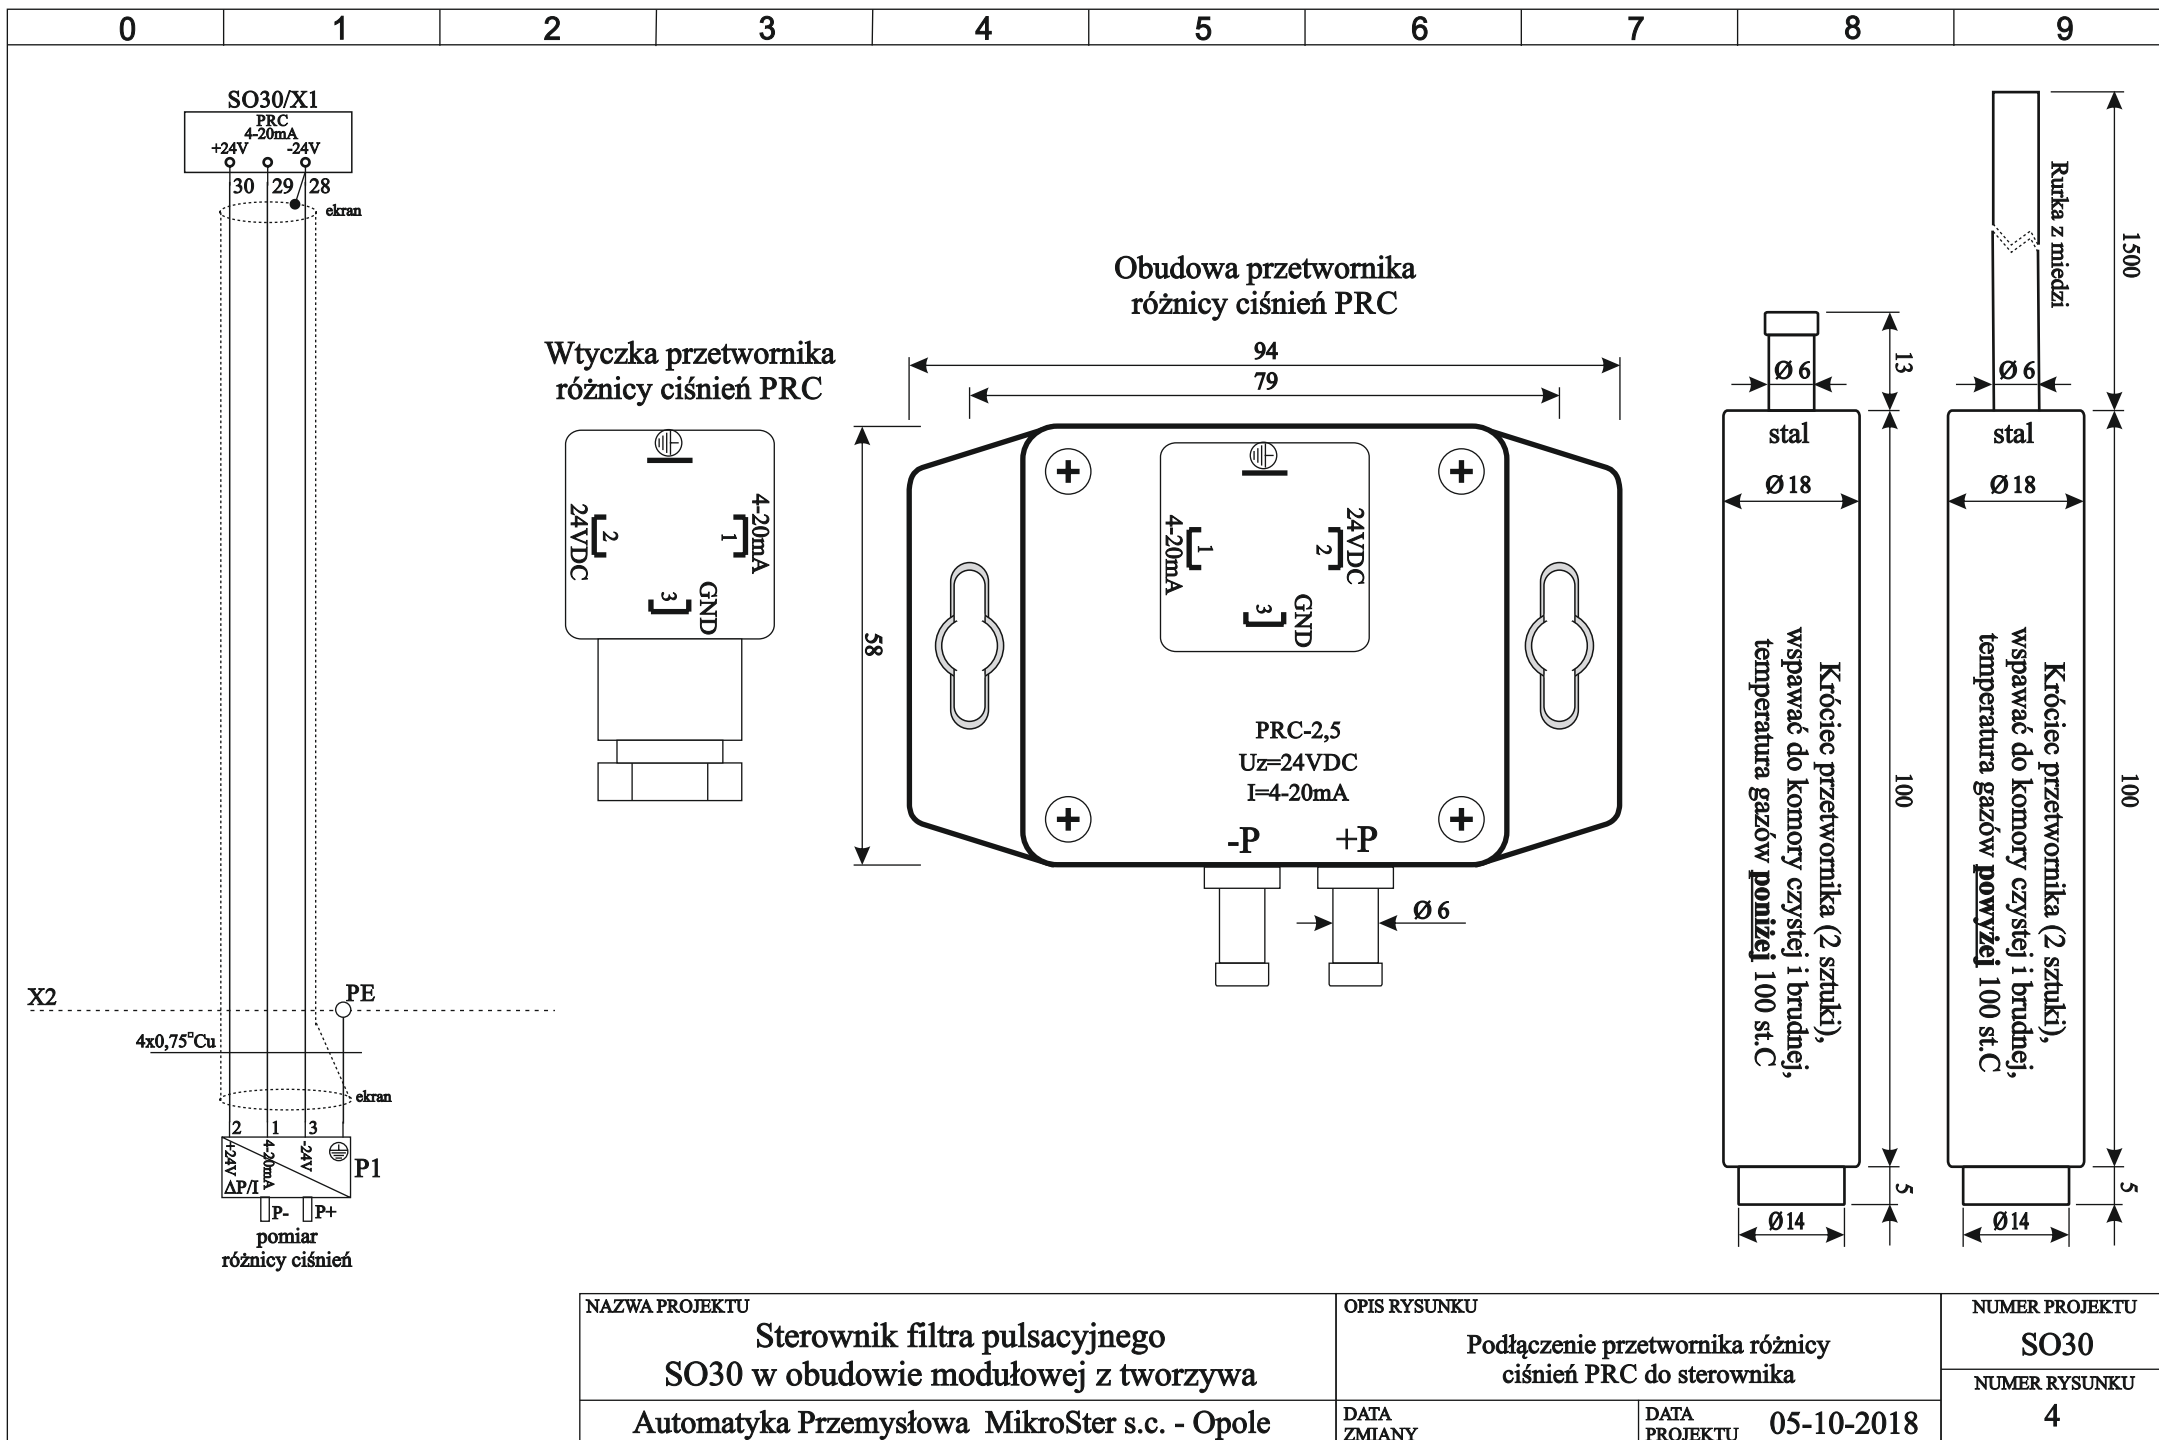 0 1 2 3 4 5 6 7 8 9
SO30/X1
PRC
4-20mA
+24V -24V
30 29 28
ekran
X2
PE
4x0,75□Cu
ekran
2 1 3
+24V
4-20mA
-24V
ΔP/I
P1
P- P+
pomiar
różnicy ciśnień
Wtyczka przetwornika
różnicy ciśnień PRC
24VDC
2
4-20mA
1
3
GND
Obudowa przetwornika
różnicy ciśnień PRC
94
79
58
4-20mA
1
24VDC
2
3
GND
PRC-2,5
Uz=24VDC
I=4-20mA
-P +P
Ø 6
13
Ø 6
stal
Ø 18
Króciec przetwornika (2 sztuki),
wspawać do komory czystej i brudnej,
temperatura gazów poniżej 100 st.C
100
5
Ø 14
Rurka z miedzi
1500
Ø 6
stal
Ø 18
Króciec przetwornika (2 sztuki),
wspawać do komory czystej i brudnej,
temperatura gazów powyżej 100 st.C
100
5
Ø 14
NAZWA PROJEKTU
Sterownik filtra pulsacyjnego
SO30 w obudowie modułowej z tworzywa
Automatyka Przemysłowa MikroSter s.c. - Opole
OPIS RYSUNKU
Podłączenie przetwornika różnicy
ciśnień PRC do sterownika
DATA
ZMIANY
DATA
PROJEKTU
05-10-2018
NUMER PROJEKTU
SO30
NUMER RYSUNKU
4